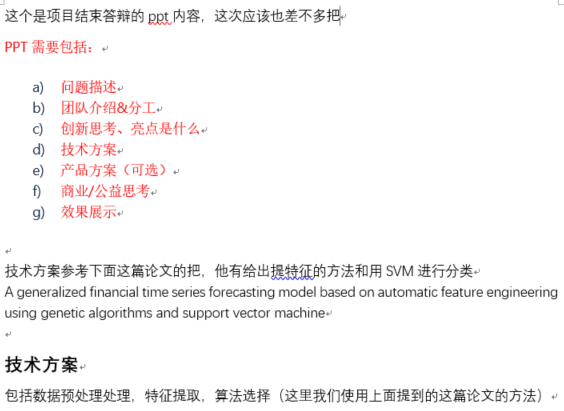 这个是项目结束答辩的 ppt 内容，这次应该也差不多把
PPT 需要包括：
a) 问题描述
b) 团队介绍&分工
c) 创新思考、亮点是什么
d) 技术方案
e) 产品方案（可选）
f) 商业/公益思考
g) 效果展示
技术方案参考下面这篇论文的把，他有给出提特征的方法和用 SVM 进行分类
A generalized financial time series forecasting model based on automatic feature engineering
using genetic algorithms and support vector machine
技术方案
包括数据预处理处理，特征提取，算法选择（这里我们使用上面提到的这篇论文的方法）